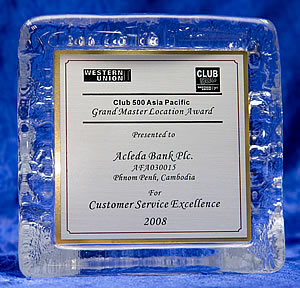 WESTERN UNION
CLUB
Club 500 Asia Pacific
Grand Master Location Award
Presented to
Acleda Bank Plc.
AFA030015
Phnom Penh, Cambodia
For
Customer Service Excellence
2008